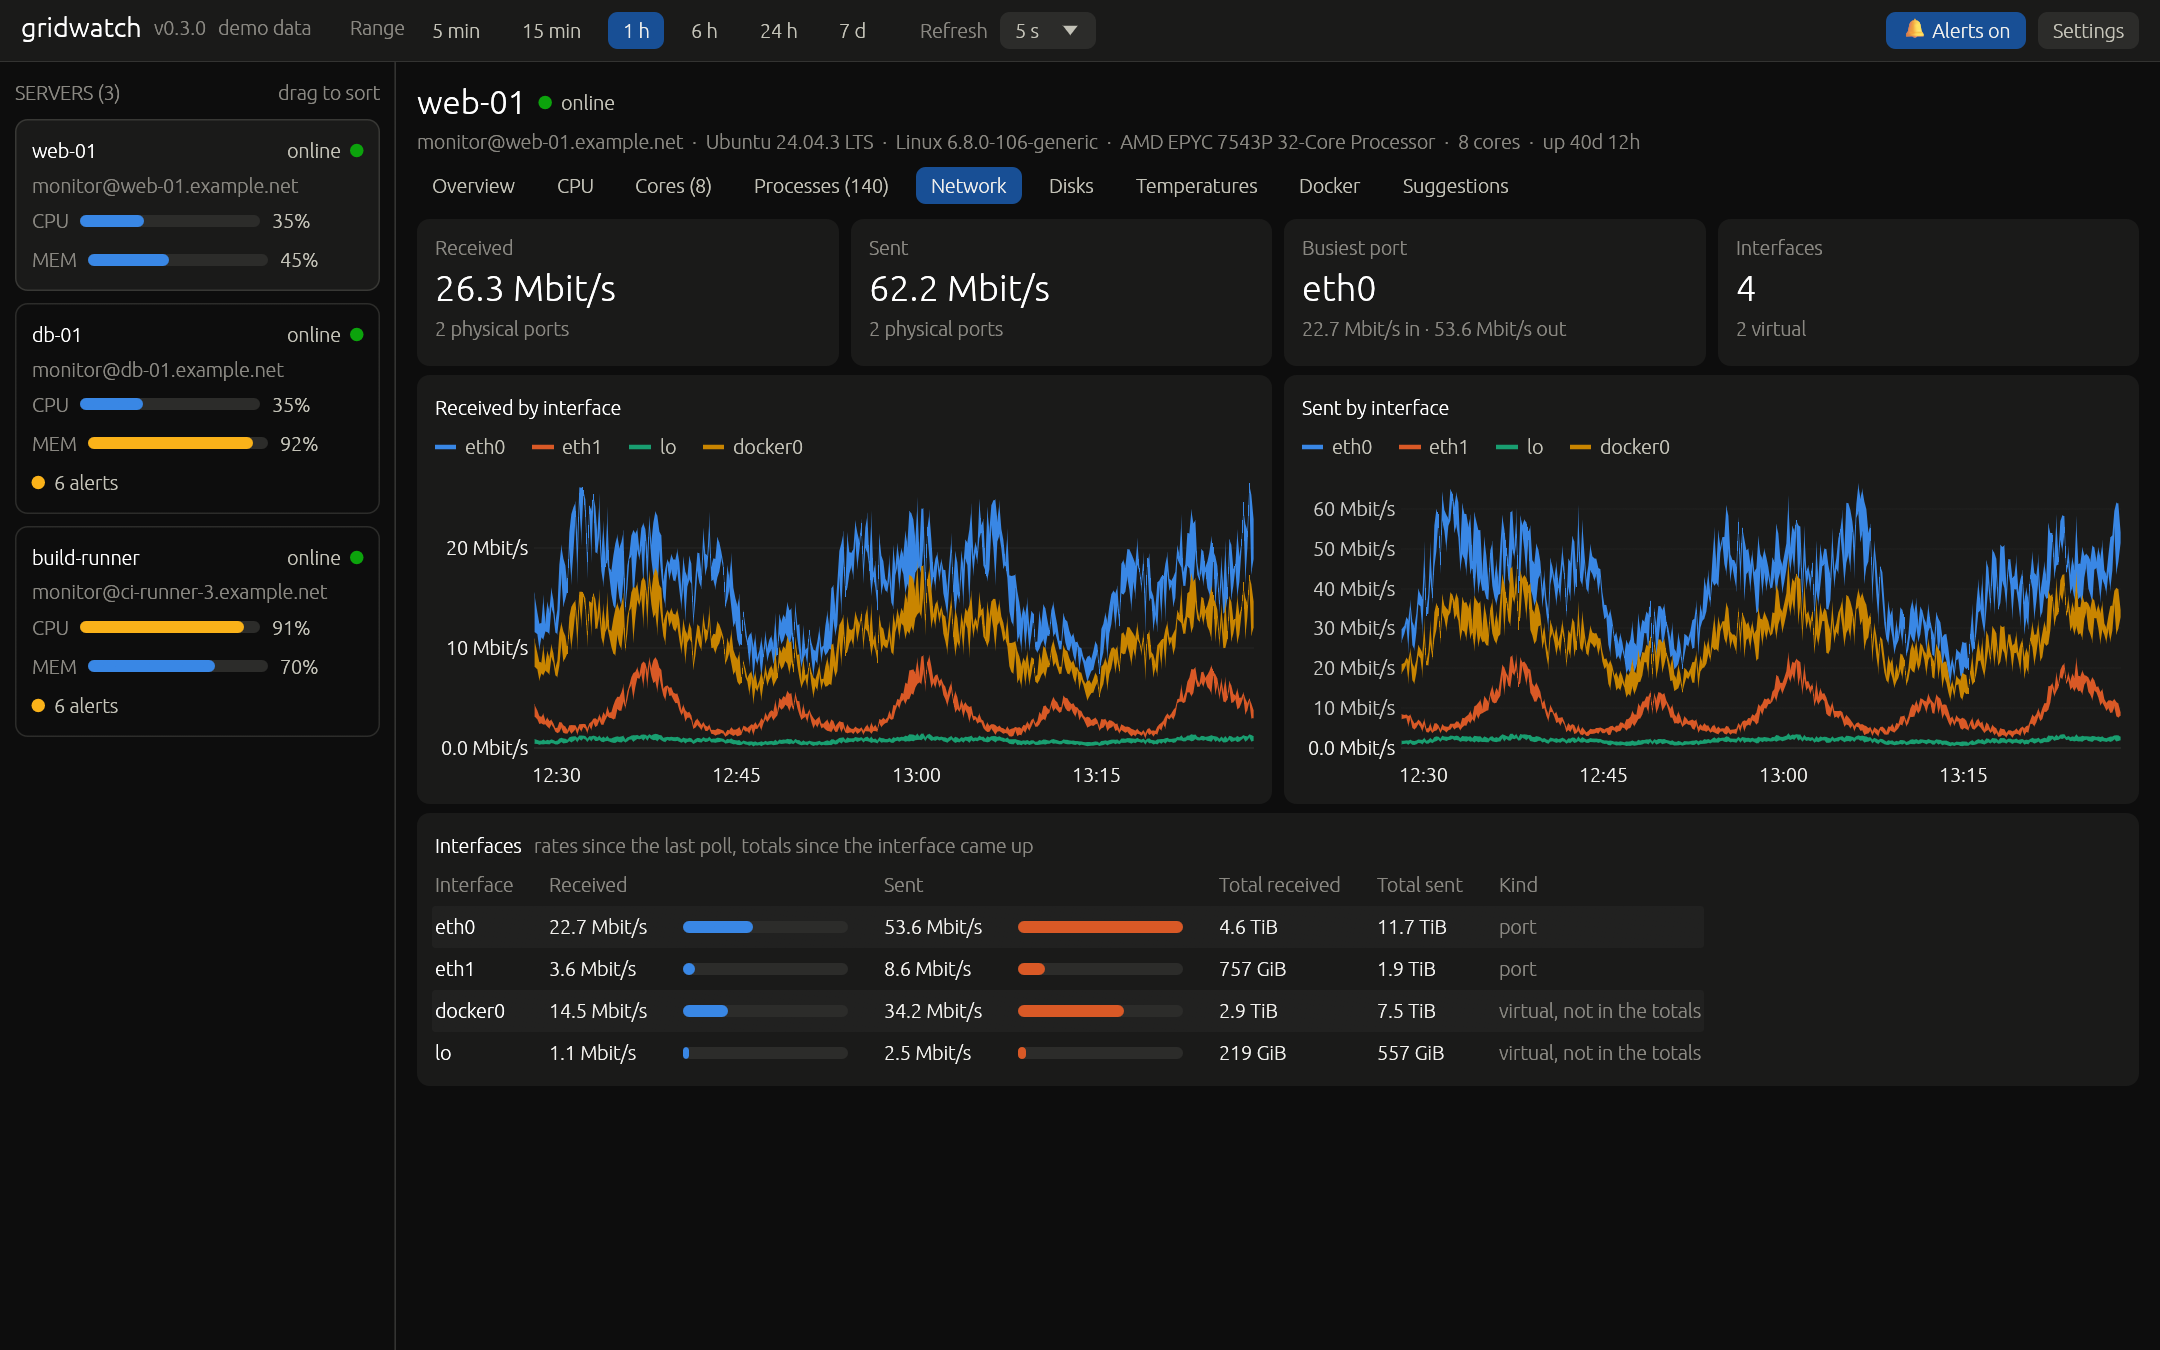 gridwatch v0.3.0 demo data Range 5 min 15 min 1 h 6 h 24 h 7 d Refresh 5 s Alerts on Settings
SERVERS (3) drag to sort
web-01 online
monitor@web-01.example.net
CPU 35%
MEM 45%
db-01 online
monitor@db-01.example.net
CPU 35%
MEM 92%
6 alerts
build-runner online
monitor@ci-runner-3.example.net
CPU 91%
MEM 70%
6 alerts
web-01 online
monitor@web-01.example.net · Ubuntu 24.04.3 LTS · Linux 6.8.0-106-generic · AMD EPYC 7543P 32-Core Processor · 8 cores · up 40d 12h
Overview CPU Cores (8) Processes (140) Network Disks Temperatures Docker Suggestions
Received
26.3 Mbit/s
2 physical ports
Sent
62.2 Mbit/s
2 physical ports
Busiest port
eth0
22.7 Mbit/s in · 53.6 Mbit/s out
Interfaces
4
2 virtual
Received by interface
eth0 eth1 lo docker0
20 Mbit/s
10 Mbit/s
0.0 Mbit/s
12:30 12:45 13:00 13:15
Sent by interface
eth0 eth1 lo docker0
60 Mbit/s
50 Mbit/s
40 Mbit/s
30 Mbit/s
20 Mbit/s
10 Mbit/s
0.0 Mbit/s
12:30 12:45 13:00 13:15
Interfaces rates since the last poll, totals since the interface came up
Interface Received Sent Total received Total sent Kind
eth0 22.7 Mbit/s 53.6 Mbit/s 4.6 TiB 11.7 TiB port
eth1 3.6 Mbit/s 8.6 Mbit/s 757 GiB 1.9 TiB port
docker0 14.5 Mbit/s 34.2 Mbit/s 2.9 TiB 7.5 TiB virtual, not in the totals
lo 1.1 Mbit/s 2.5 Mbit/s 219 GiB 557 GiB virtual, not in the totals